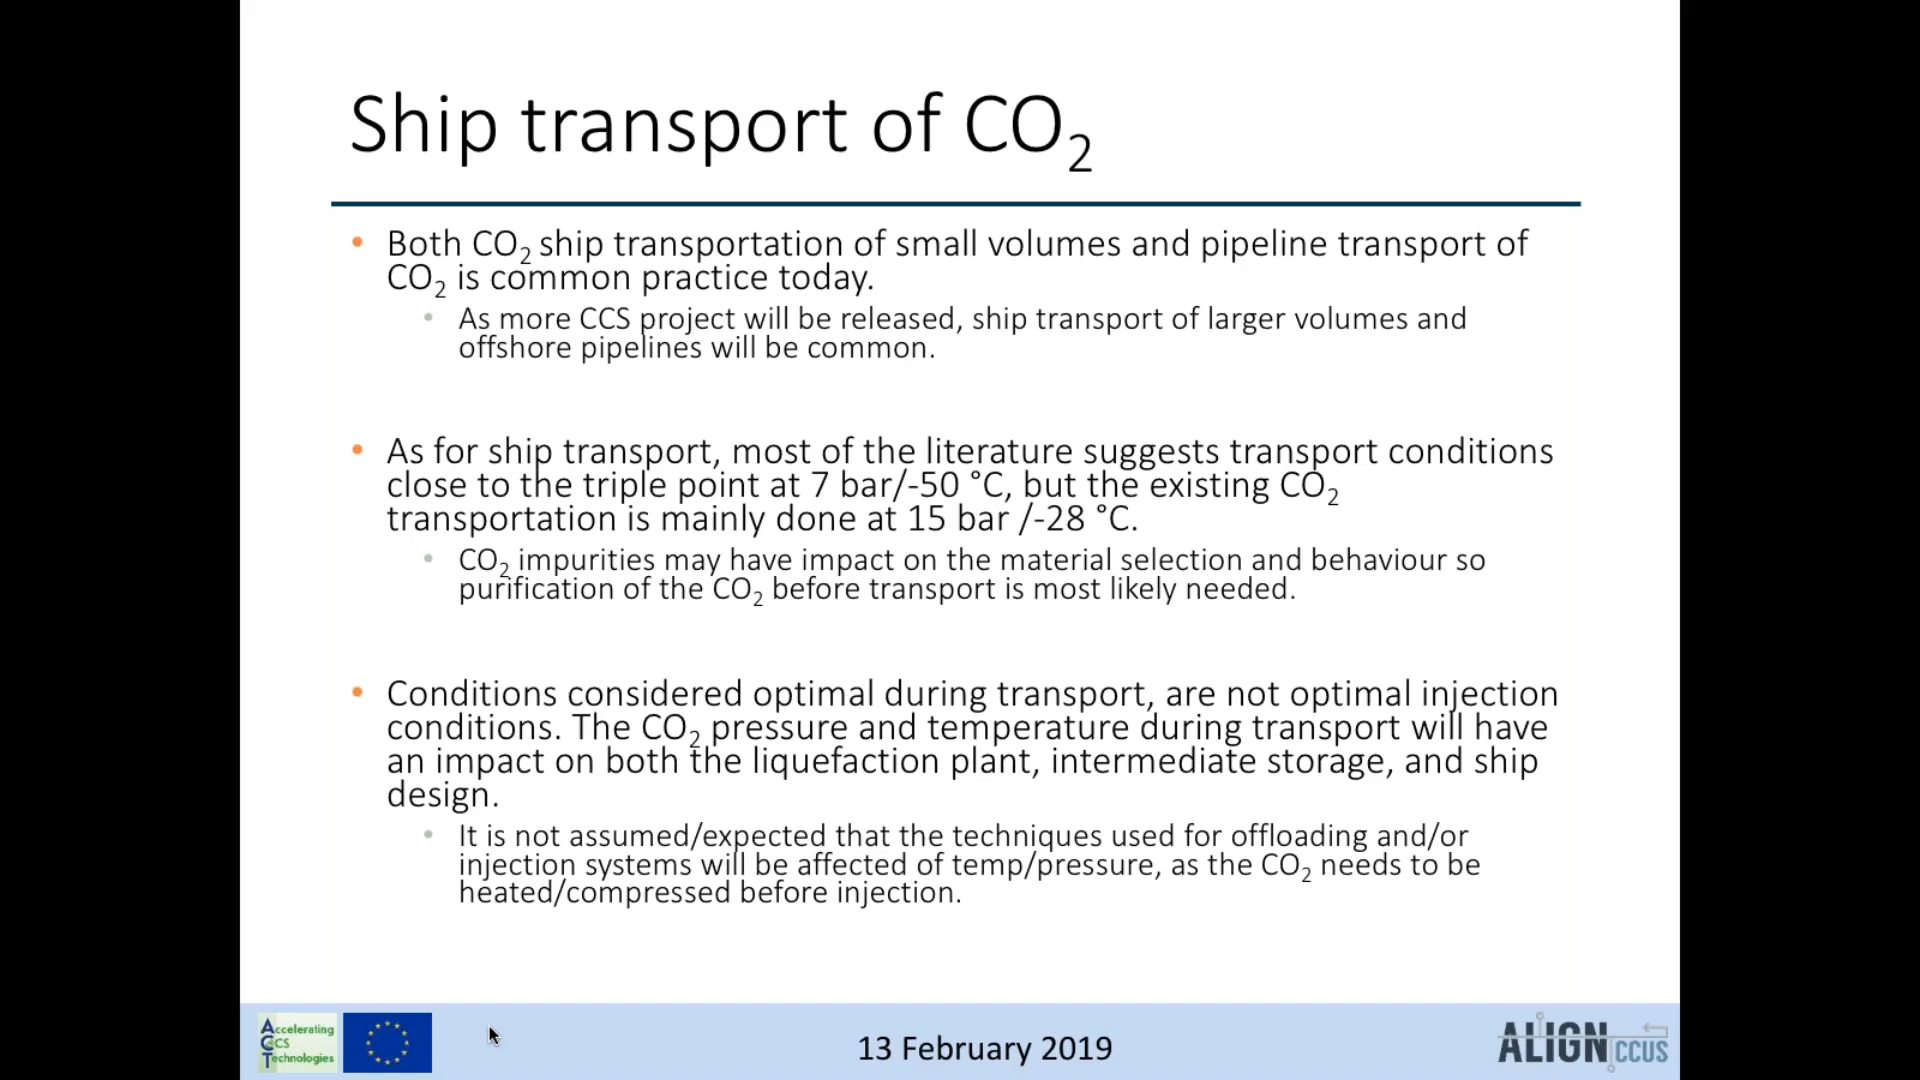 Ship transport of CO2
• Both CO2 ship transportation of small volumes and pipeline transport of
CO2 is common practice today.
• As more CCS project will be released, ship transport of larger volumes and
offshore pipelines will be common.
• As for ship transport, most of the literature suggests transport conditions
close to the triple point at 7 bar/-50 °C, but the existing CO2
transportation is mainly done at 15 bar /-28 °C.
• CO2 impurities may have impact on the material selection and behaviour so
purification of the CO2 before transport is most likely needed.
• Conditions considered optimal during transport, are not optimal injection
conditions. The CO2 pressure and temperature during transport will have
an impact on both the liquefaction plant, intermediate storage, and ship
design.
• It is not assumed/expected that the techniques used for offloading and/or
injection systems will be affected of temp/pressure, as the CO2 needs to be
heated/compressed before injection.
Accelerating
CCS
Technologies
13 February 2019
ALIGN CCUS